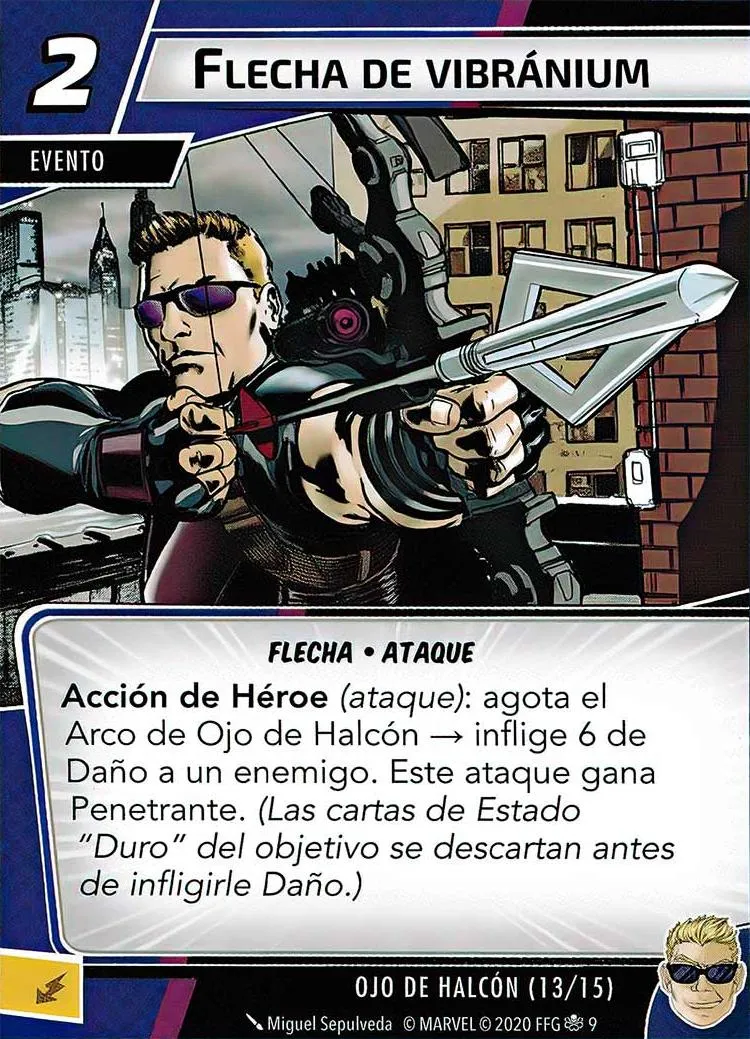 2
FLECHA DE VIBRÁNIUM
EVENTO
FLECHA • ATAQUE
Acción de Héroe (ataque): agota el
Arco de Ojo de Halcón → inflige 6 de
Daño a un enemigo. Este ataque gana
Penetrante. (Las cartas de Estado
“Duro” del objetivo se descartan antes
de infligirle Daño.)
OJO DE HALCÓN (13/15)
Miguel Sepulveda © MARVEL © 2020 FFG 9